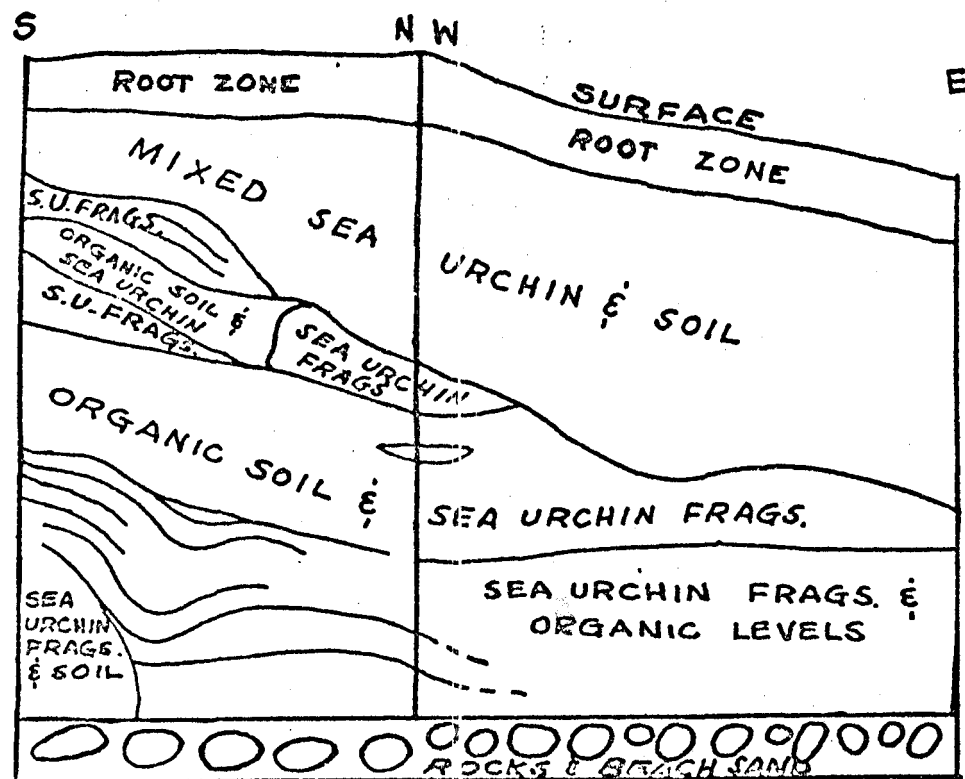 S
N W
E
ROOT ZONE
SURFACE
ROOT ZONE
MIXED SEA
URCHIN & SOIL
S.U. FRAGS.
ORGANIC SOIL &
SEA URCHIN
S.U. FRAGS.
SEA URCHIN
FRAGS
ORGANIC SOIL &
SEA URCHIN FRAGS.
SEA URCHIN FRAGS. &
ORGANIC LEVELS
SEA
URCHIN
FRAGS.
& SOIL
ROCKS & BEACH SAND